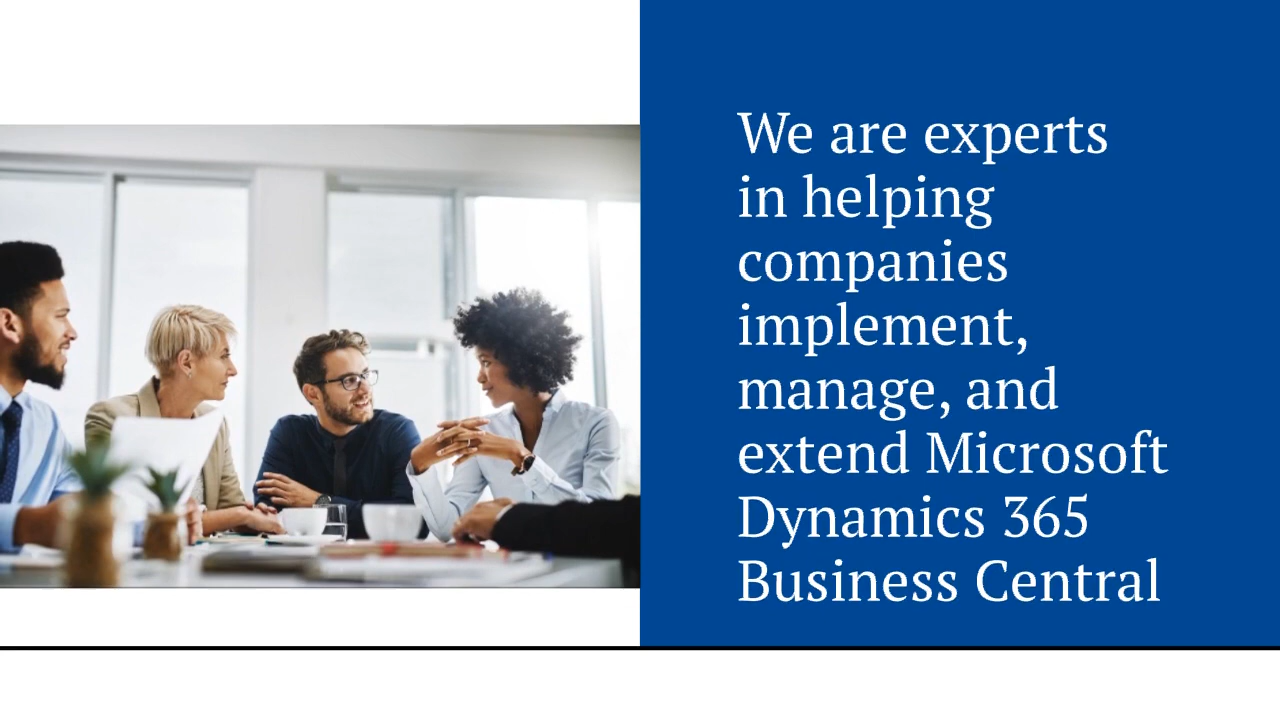 We are experts
in helping
companies
implement,
manage, and
extend Microsoft
Dynamics 365
Business Central